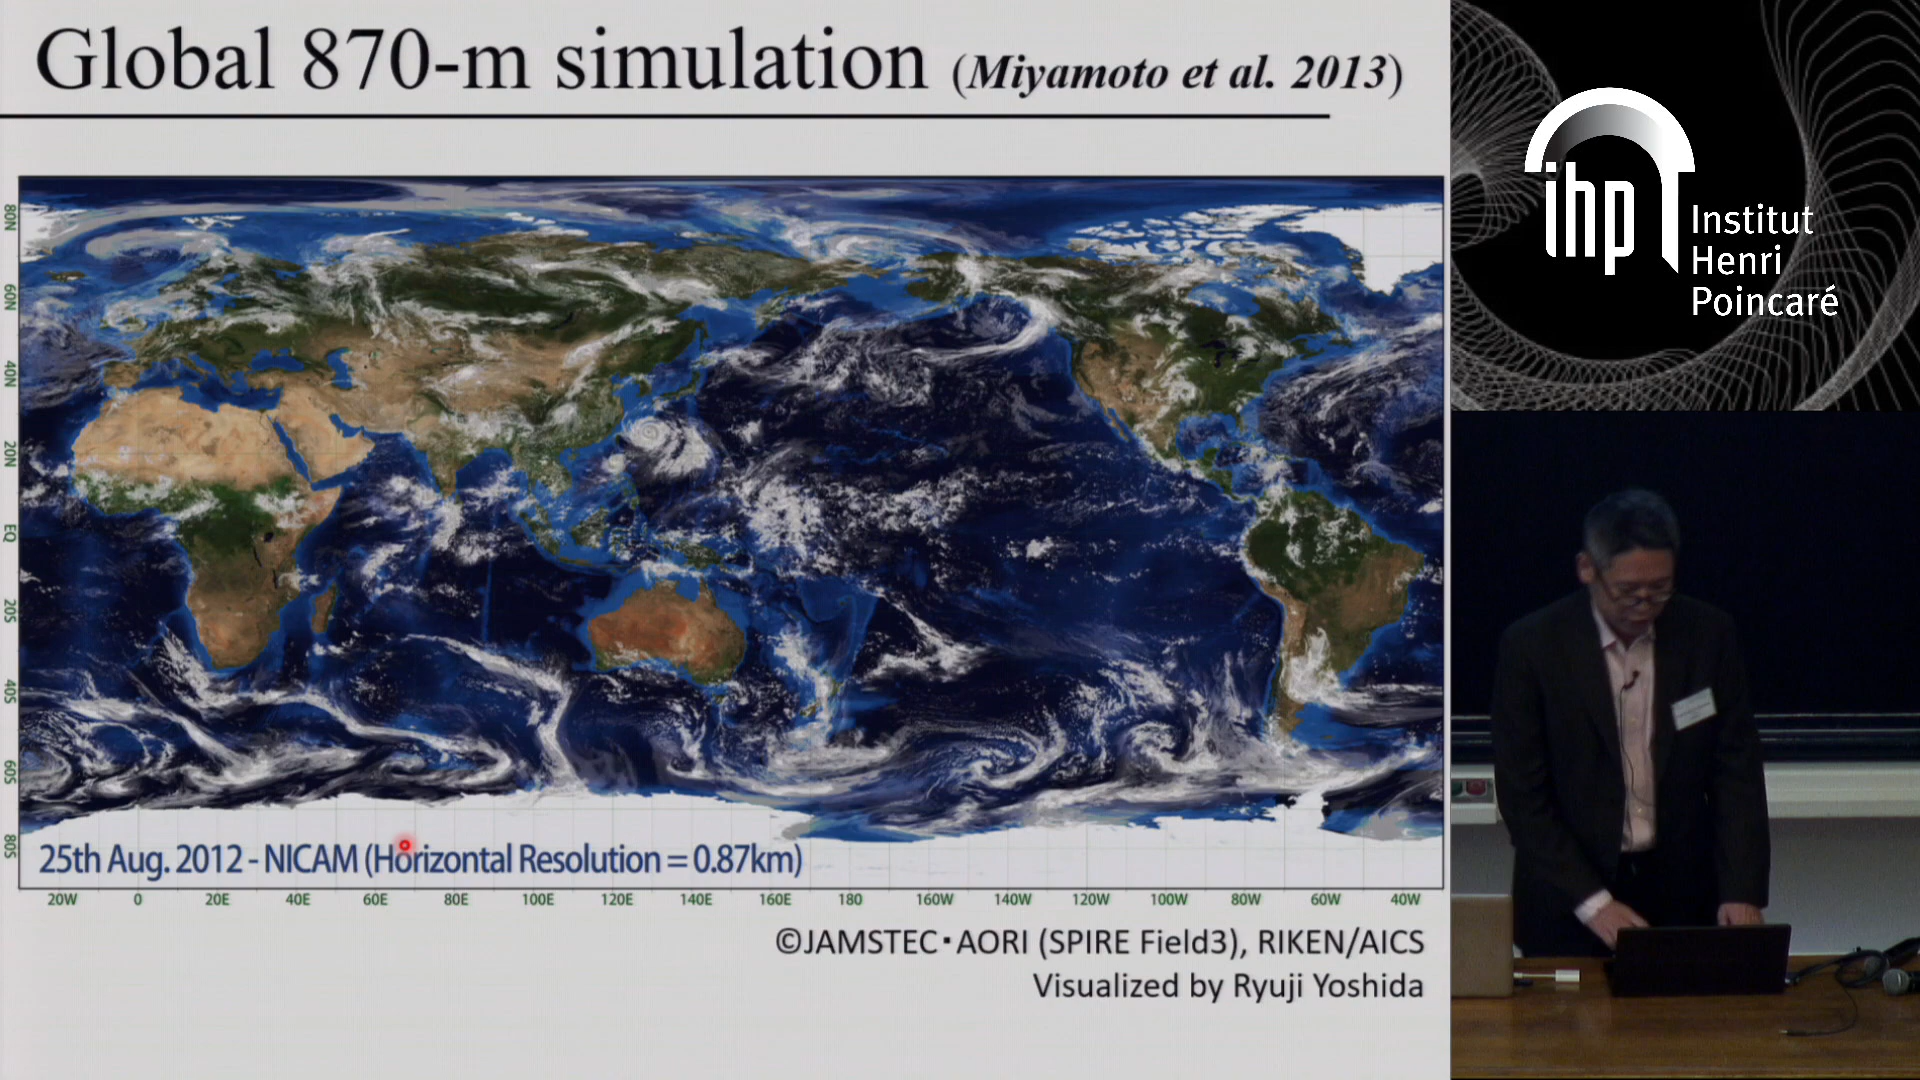 Global 870-m simulation (Miyamoto et al. 2013)
80N
60N
40N
20N
EQ
20S
40S
60S
80S
25th Aug. 2012 - NICAM (Horizontal Resolution = 0.87km)
20W 0 20E 40E 60E 80E 100E 120E 140E 160E 180 160W 140W 120W 100W 80W 60W 40W
©JAMSTEC・AORI (SPIRE Field3), RIKEN/AICS
Visualized by Ryuji Yoshida
ihp
Institut
Henri
Poincaré